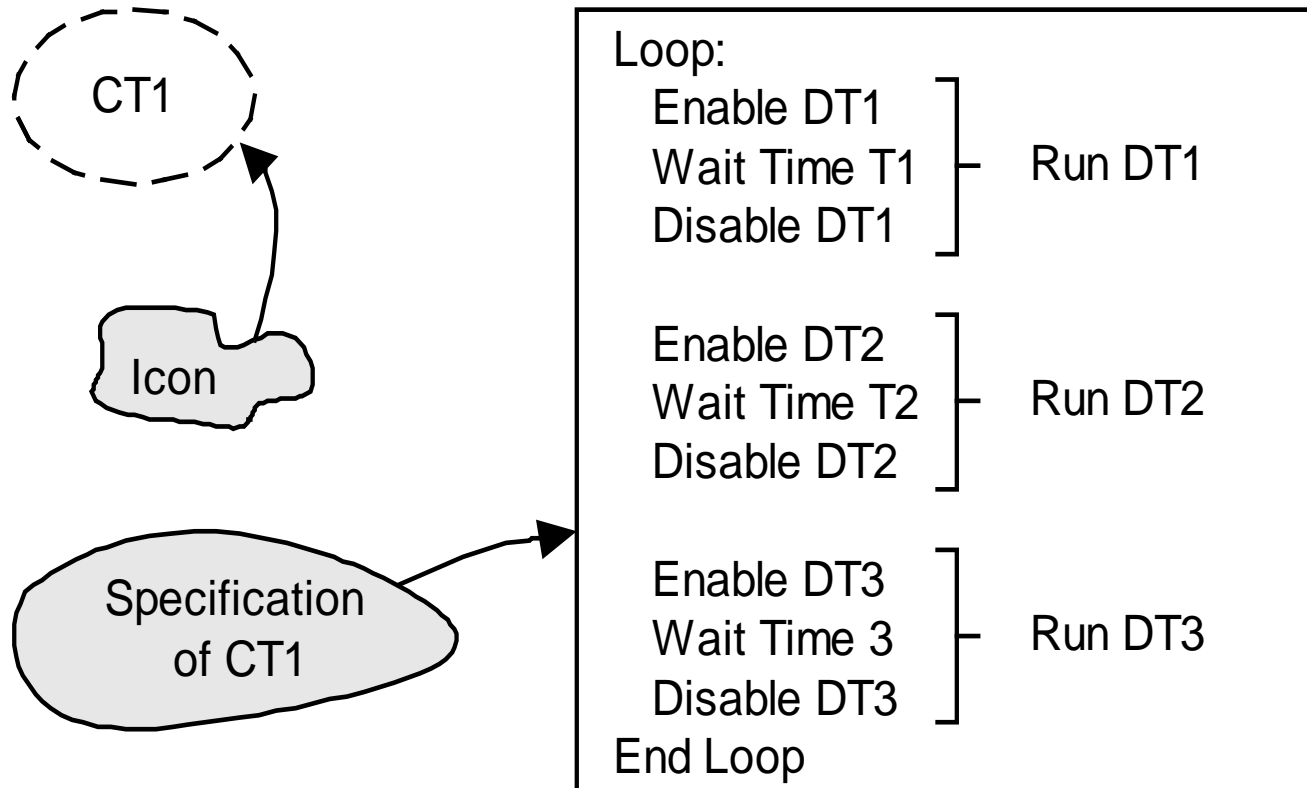 CT1
Icon
Specification
of CT1
Loop:
Enable DT1
Wait Time T1
Disable DT1
Run DT1
Enable DT2
Wait Time T2
Disable DT2
Run DT2
Enable DT3
Wait Time 3
Disable DT3
Run DT3
End Loop